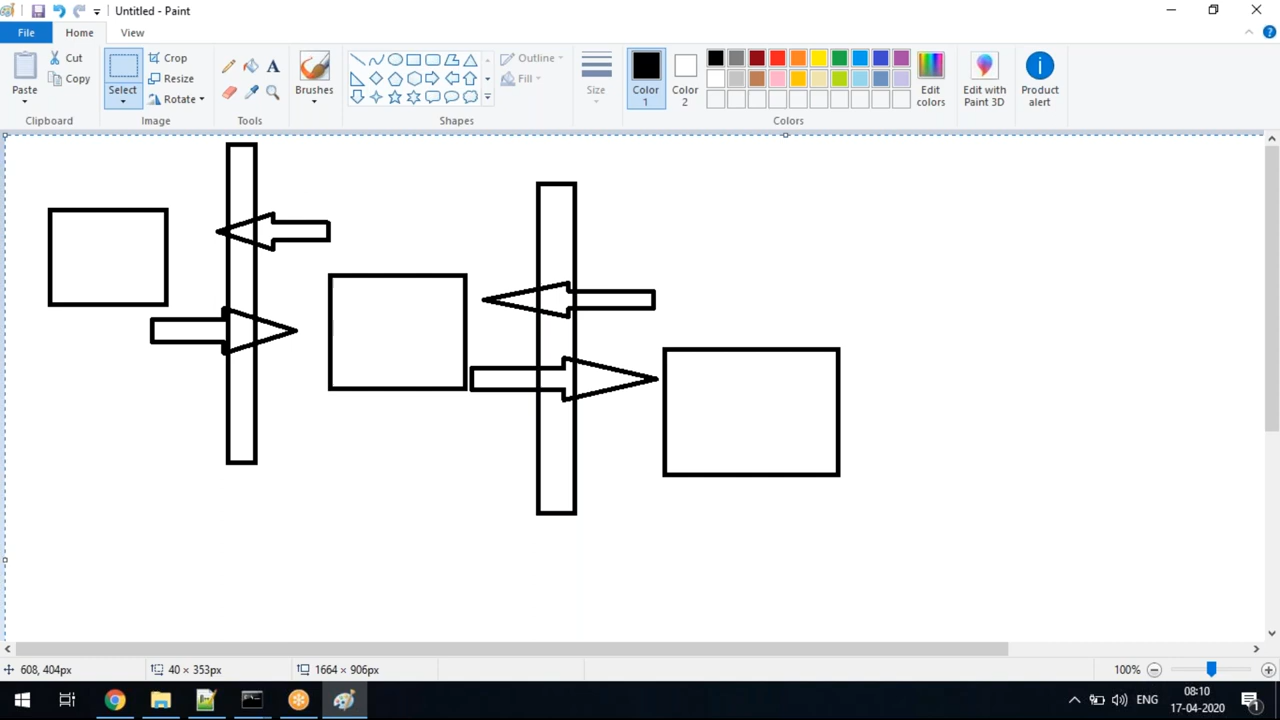 Untitled - Paint
File
Home
View
Paste
Cut
Copy
Clipboard
Select
Crop
Resize
Rotate
Image
A
Tools
Brushes
Outline
Fill
Shapes
Size
Color
1
Color
2
Edit
colors
Colors
Edit with
Paint 3D
Product
alert
608, 404px
40 × 353px
1664 × 906px
100%
ENG
08:10
17-04-2020
1